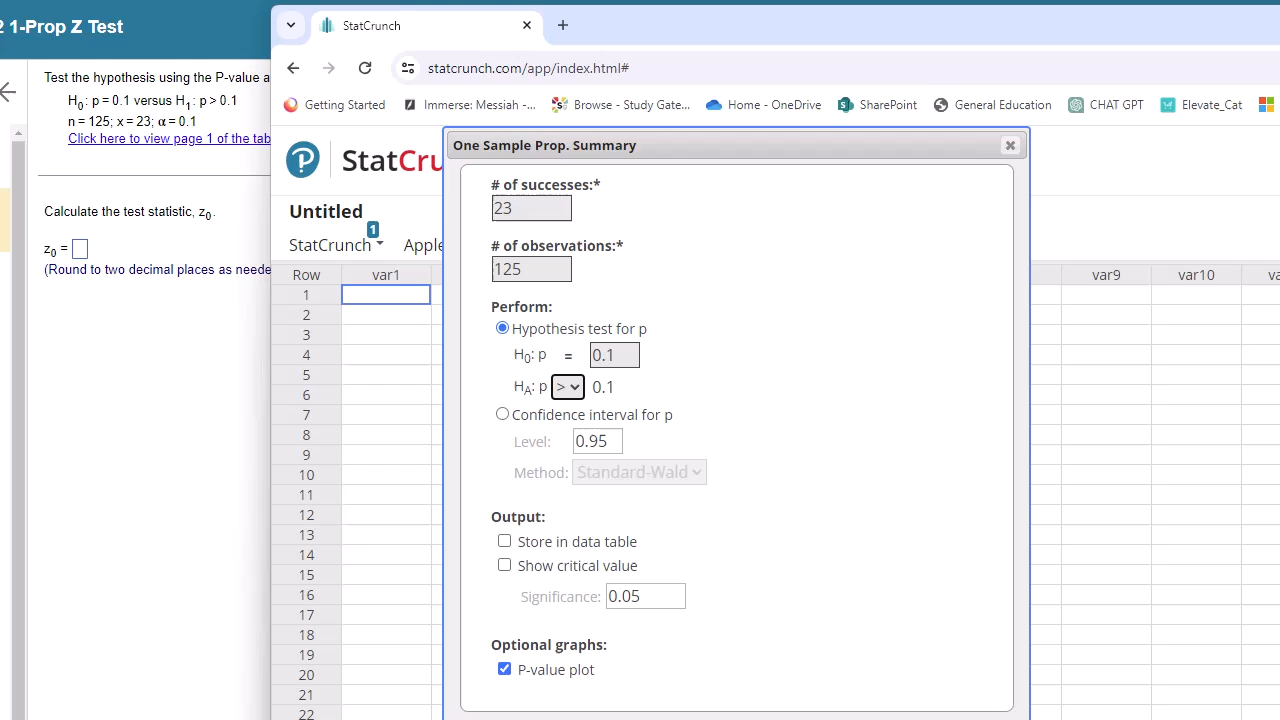 2 1-Prop Z Test
StatCrunch
statcrunch.com/app/index.html#
Getting Started
Immerse: Messiah -...
Browse - Study Gate...
Home - OneDrive
SharePoint
General Education
CHAT GPT
Elevate_Cat
Test the hypothesis using the P-value a
H0: p = 0.1 versus H1: p > 0.1
n = 125; x = 23; α = 0.1
Click here to view page 1 of the tab
Calculate the test statistic, z0.
z0 =
(Round to two decimal places as neede
P
StatCru
Untitled
1
StatCrunch
Apple
One Sample Prop. Summary
# of successes:*
23
# of observations:*
125
Perform:
Hypothesis test for p
H0: p = 0.1
HA: p > 0.1
Confidence interval for p
Level: 0.95
Method: Standard-Wald
Output:
Store in data table
Show critical value
Significance: 0.05
Optional graphs:
P-value plot
Row var1 var9 var10 va
1
2
3
4
5
6
7
8
9
10
11
12
13
14
15
16
17
18
19
20
21
22